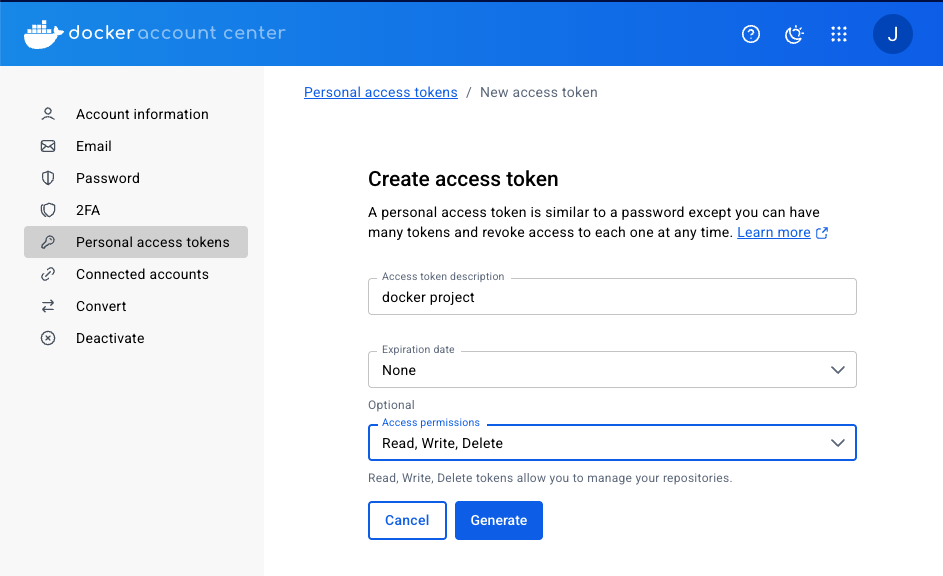 docker account center
J
Account information
Email
Password
2FA
Personal access tokens
Connected accounts
Convert
Deactivate
Personal access tokens / New access token
Create access token
A personal access token is similar to a password except you can have
many tokens and revoke access to each one at any time. Learn more
Access token description
docker project
Expiration date
None
Optional
Access permissions
Read, Write, Delete
Read, Write, Delete tokens allow you to manage your repositories.
Cancel
Generate